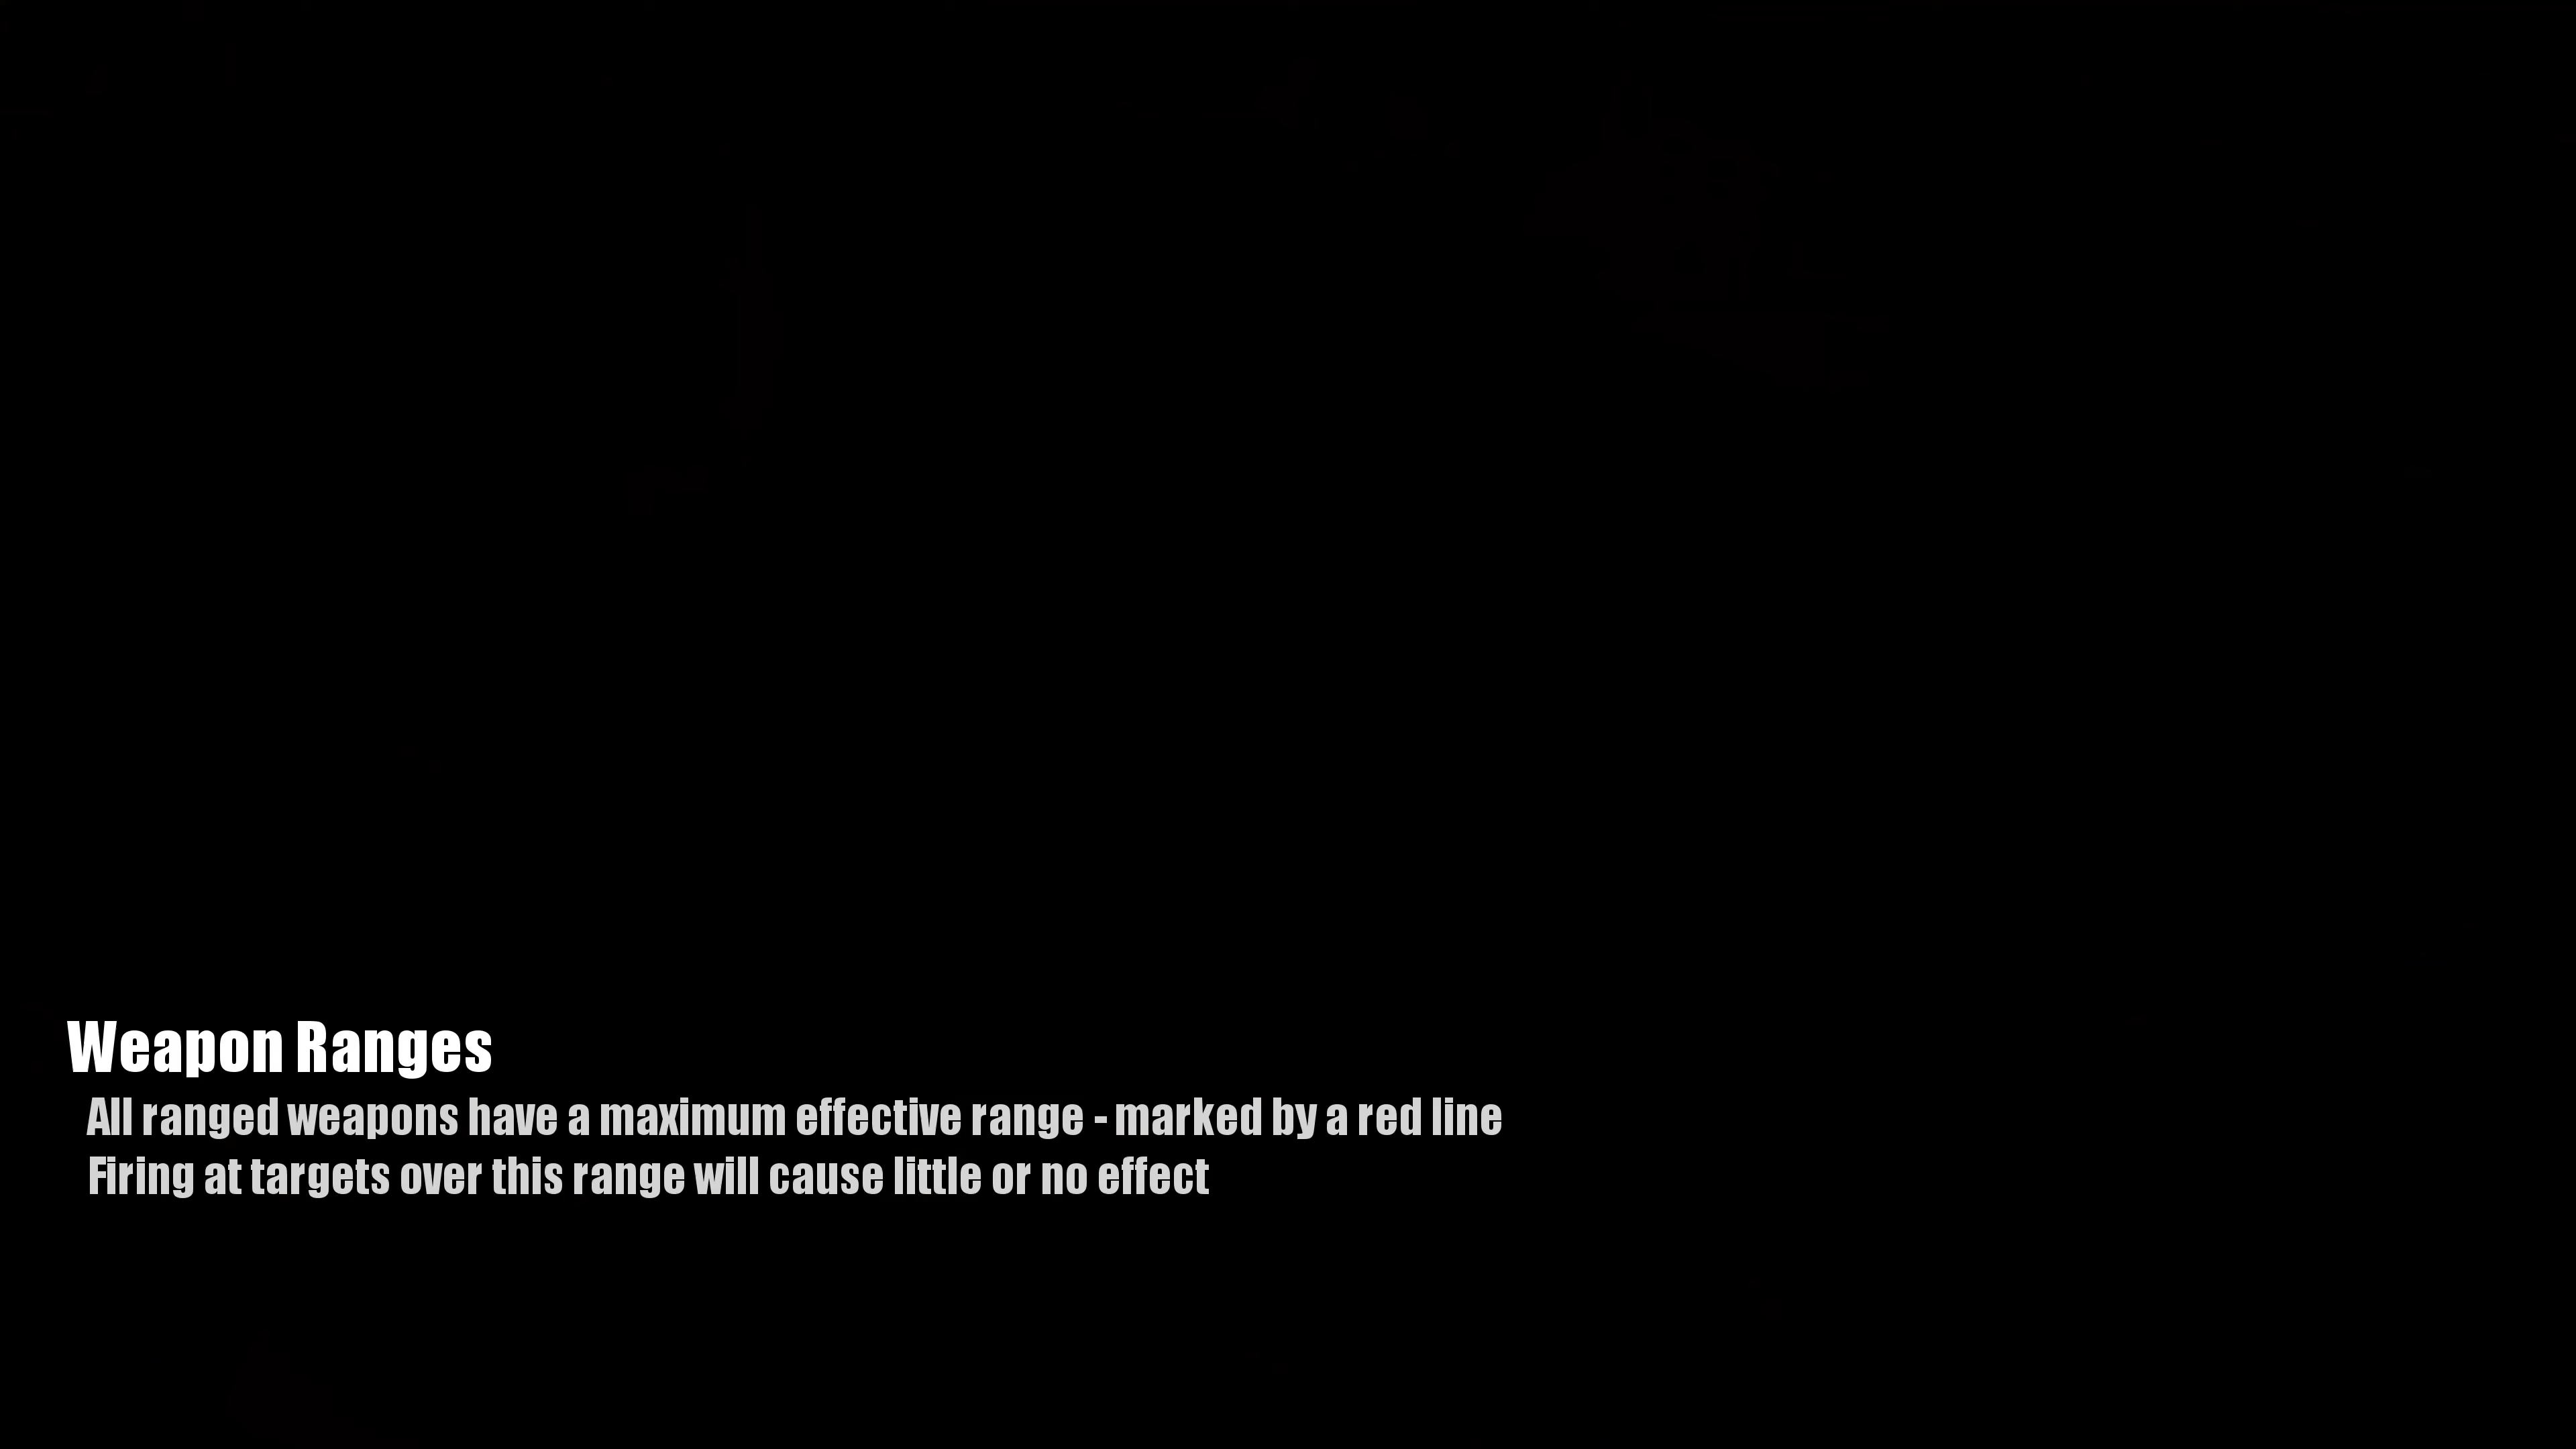 Weapon Ranges
All ranged weapons have a maximum effective range - marked by a red line
Firing at targets over this range will cause little or no effect